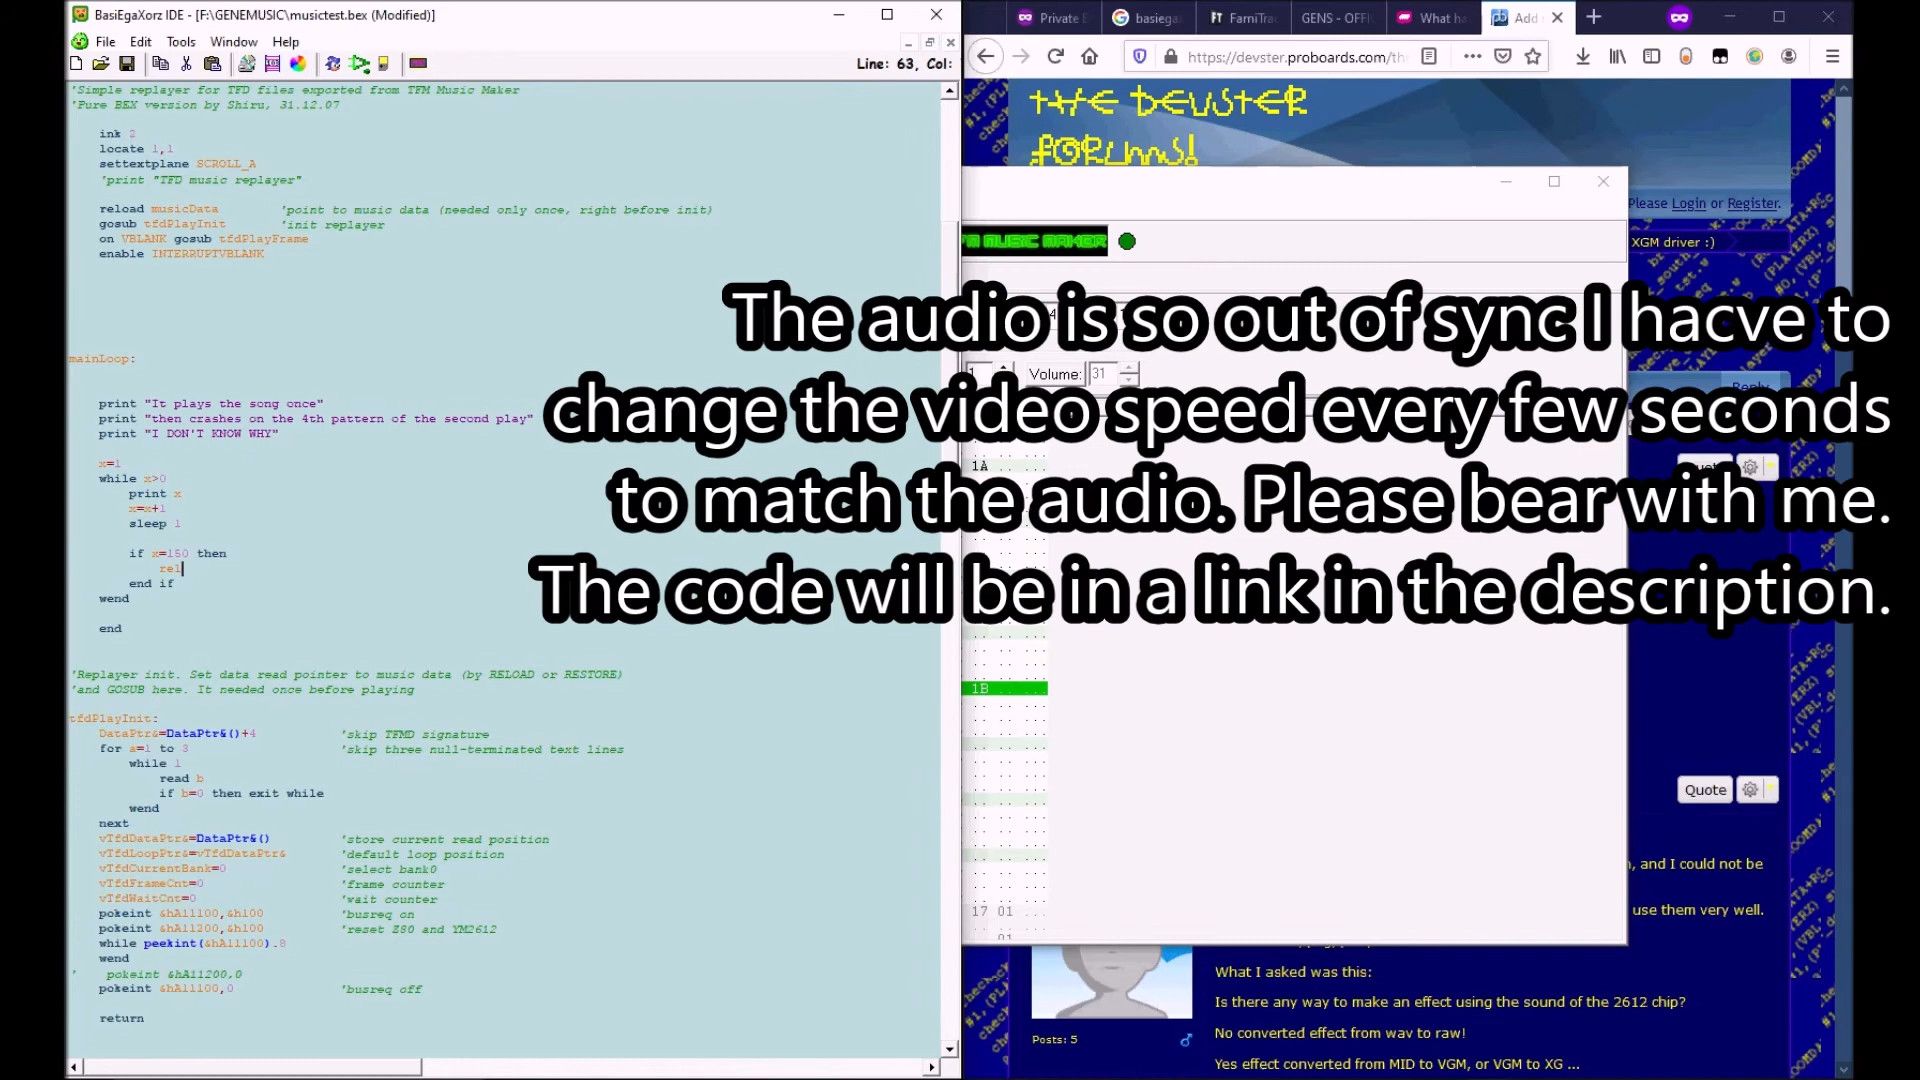 BasiEgaXorz IDE - [F:\GENEMUSIC\musictest.bex (Modified)]
File Edit Tools Window Help
Line: 63, Col:
'Simple replayer for TFD files exported from TFM Music Maker
'Pure BEX version by Shiru, 31.12.07
ink 2
locate 1,1
settextplane SCROLL_A
'print "TFD music replayer"
reload musicData 'point to music data (needed only once, right before init)
gosub tfdPlayInit 'init replayer
on VBLANK gosub tfdPlayFrame
enable INTERRUPTVBLANK
mainLoop:
print "It plays the song once"
print "then crashes on the 4th pattern of the second play"
print "I DON'T KNOW WHY"
x=1
while x>0
print x
x=x+1
sleep 1
if x=150 then
rel
end if
wend
end
'Replayer init. Set data read pointer to music data (by RELOAD or RESTORE)
'and GOSUB here. It needed once before playing
tfdPlayInit:
DataPtr&=DataPtr&()+4 'skip TFMD signature
for a=1 to 3 'skip three null-terminated text lines
while 1
read b
if b=0 then exit while
wend
next
vTfdDataPtr&=DataPtr&() 'store current read position
vTfdLoopPtr&=vTfdDataPtr& 'default loop position
vTfdCurrentBank=0 'select bank0
vTfdFrameCnt=0 'frame counter
vTfdWaitCnt=0 'wait counter
pokeint &hA11100,&h100 'busreq on
pokeint &hA11200,&h100 'reset Z80 and YM2612
while peekint(&hA11100).8
wend
' pokeint &hA11200,0
pokeint &hA11100,0 'busreq off
return
The audio is so out of sync I hacve to
change the video speed every few seconds
to match the audio. Please bear with me.
The code will be in a link in the description.
Private
basiega
FamiTra
GENS - OFFI
What ha
Add
https://devster.proboards.com/th
THE DEVSTER
FORUMS!
Please Login or Register.
XGM driver :)
MUSIC MAKER
Volume: 31
1A
1B
17 01
Reply
Quote
Quote
, and I could not be
use them very well.
What I asked was this:
Is there any way to make an effect using the sound of the 2612 chip?
No converted effect from wav to raw!
Yes effect converted from MID to VGM, or VGM to XG ...
Posts: 5